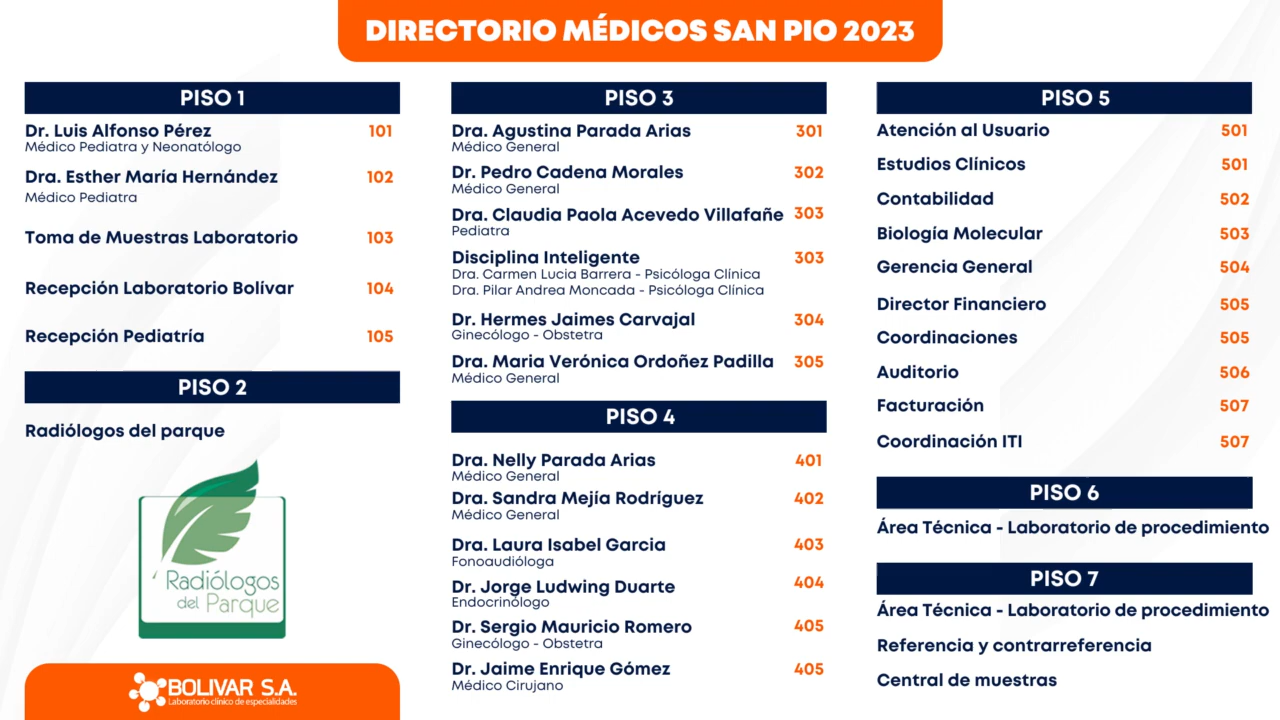 DIRECTORIO MÉDICOS SAN PIO 2023
PISO 1
Dr. Luis Alfonso Pérez 101
Médico Pediatra y Neonatólogo
Dra. Esther María Hernández 102
Médico Pediatra
Toma de Muestras Laboratorio 103
Recepción Laboratorio Bolívar 104
Recepción Pediatría 105
PISO 2
Radiólogos del parque
Radiólogos
del Parque
BOLIVAR S.A.
Laboratorio clínico de especialidades
PISO 3
Dra. Agustina Parada Arias 301
Médico General
Dr. Pedro Cadena Morales 302
Médico General
Dra. Claudia Paola Acevedo Villafañe 303
Pediatra
Disciplina Inteligente 303
Dra. Carmen Lucia Barrera - Psicóloga Clínica
Dra. Pilar Andrea Moncada - Psicóloga Clínica
Dr. Hermes Jaimes Carvajal 304
Ginecólogo - Obstetra
Dra. Maria Verónica Ordoñez Padilla 305
Médico General
PISO 4
Dra. Nelly Parada Arias 401
Médico General
Dra. Sandra Mejía Rodríguez 402
Médico General
Dra. Laura Isabel Garcia 403
Fonoaudióloga
Dr. Jorge Ludwing Duarte 404
Endocrinólogo
Dr. Sergio Mauricio Romero 405
Ginecólogo - Obstetra
Dr. Jaime Enrique Gómez 405
Médico Cirujano
PISO 5
Atención al Usuario 501
Estudios Clínicos 501
Contabilidad 502
Biología Molecular 503
Gerencia General 504
Director Financiero 505
Coordinaciones 505
Auditorio 506
Facturación 507
Coordinación ITI 507
PISO 6
Área Técnica - Laboratorio de procedimiento
PISO 7
Área Técnica - Laboratorio de procedimiento
Referencia y contrarreferencia
Central de muestras